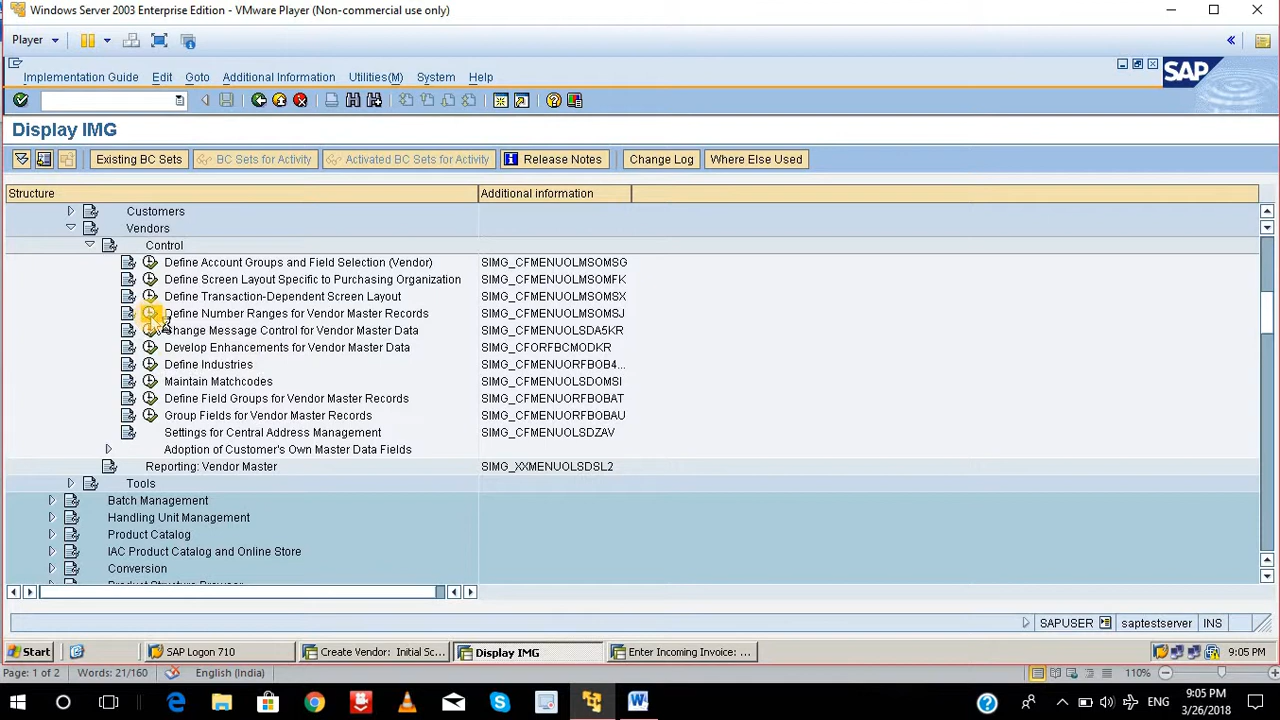 Windows Server 2003 Enterprise Edition - VMware Player (Non-commercial use only)
Player
Implementation Guide Edit Goto Additional Information Utilities(M) System Help
SAP
Display IMG
Existing BC Sets BC Sets for Activity Activated BC Sets for Activity Release Notes Change Log Where Else Used
Structure Additional information
Customers
Vendors
Control
Define Account Groups and Field Selection (Vendor) SIMG_CFMENUOLMSOMSG
Define Screen Layout Specific to Purchasing Organization SIMG_CFMENUOLMSOMFK
Define Transaction-Dependent Screen Layout SIMG_CFMENUOLMSOMSX
Define Number Ranges for Vendor Master Records SIMG_CFMENUOLMSOMSJ
Change Message Control for Vendor Master Data SIMG_CFMENUOLSDA5KR
Develop Enhancements for Vendor Master Data SIMG_CFORFBCMODKR
Define Industries SIMG_CFMENUORFBOB4...
Maintain Matchcodes SIMG_CFMENUOLSDOMSI
Define Field Groups for Vendor Master Records SIMG_CFMENUORFBOBAT
Group Fields for Vendor Master Records SIMG_CFMENUORFBOBAU
Settings for Central Address Management SIMG_CFMENUOLSDZAV
Adoption of Customer's Own Master Data Fields
Reporting: Vendor Master SIMG_XXMENUOLSDSL2
Tools
Batch Management
Handling Unit Management
Product Catalog
IAC Product Catalog and Online Store
Conversion
Product Structure Browser
SAPUSER saptestserver INS
Start SAP Logon 710 Create Vendor: Initial Sc... Display IMG Enter Incoming Invoice: ... 9:05 PM
Page: 1 of 2 Words: 21/160 English (India) 110%
ENG 9:05 PM
3/26/2018